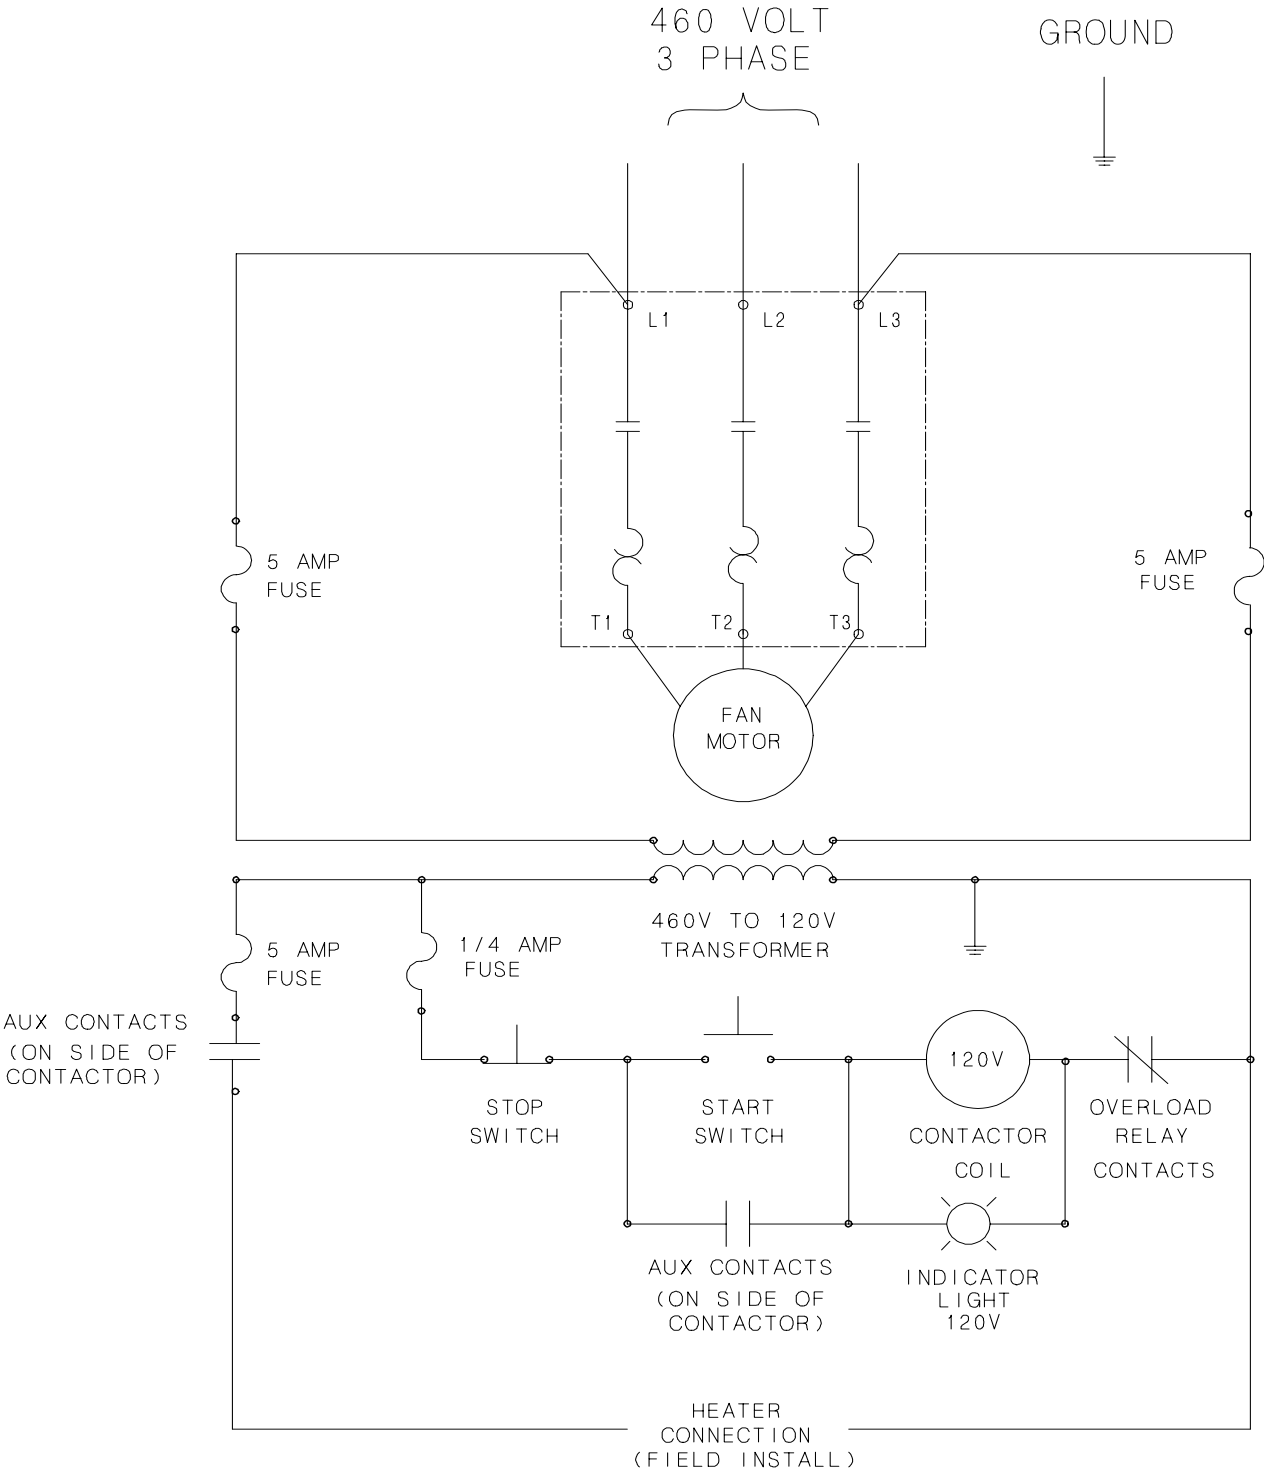 460 VOLT
3 PHASE
GROUND
L1
L2
L3
5 AMP
FUSE
5 AMP
FUSE
T1
T2
T3
FAN
MOTOR
460V TO 120V
TRANSFORMER
5 AMP
FUSE
1/4 AMP
FUSE
AUX CONTACTS
(ON SIDE OF
CONTACTOR)
STOP
SWITCH
START
SWITCH
120V
CONTACTOR
COIL
OVERLOAD
RELAY
CONTACTS
AUX CONTACTS
(ON SIDE OF
CONTACTOR)
INDICATOR
LIGHT
120V
HEATER
CONNECTION
(FIELD INSTALL)